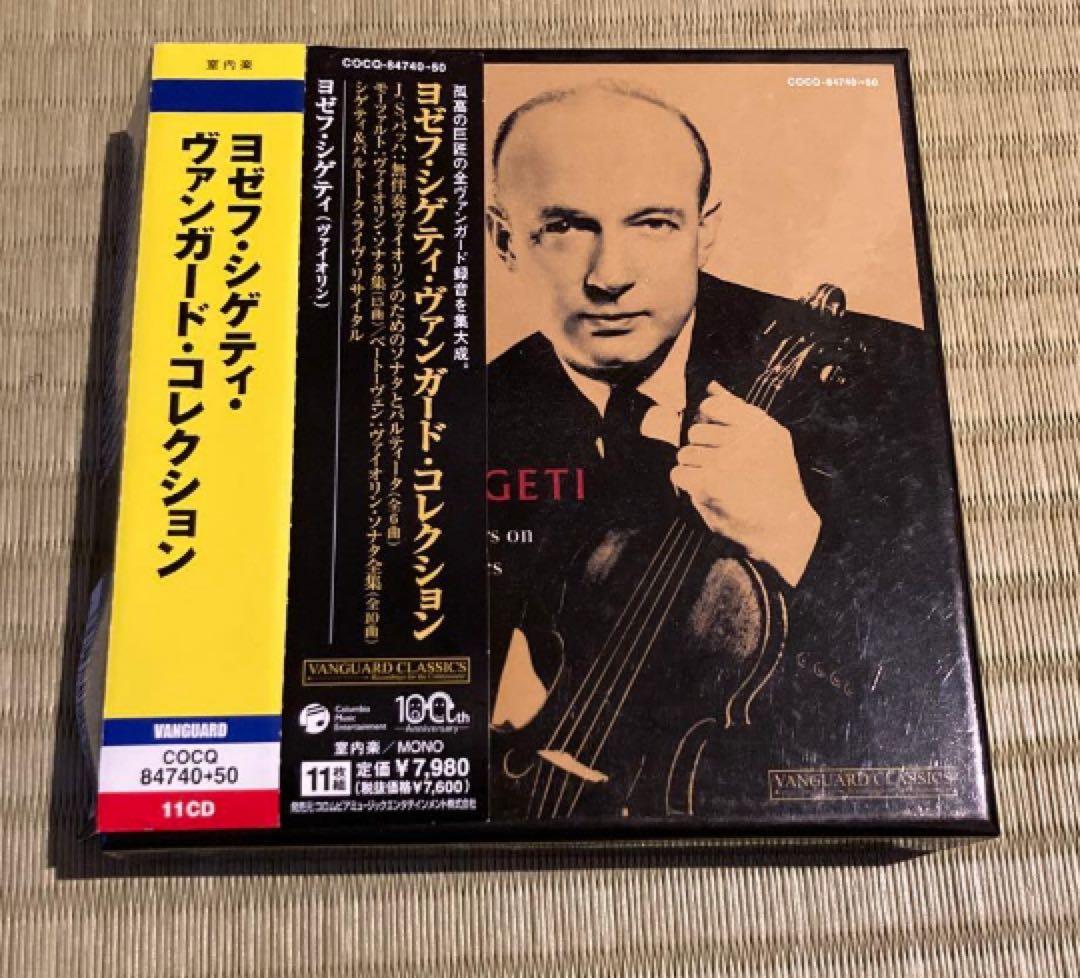 室内楽
ヨゼフ・シゲティ・
ヴァンガード・コレクション
VANGUARD
COCQ
84740→50
11CD
COCQ-84740→50
孤高の巨匠の全ヴァンガード録音を集大成。
ヨゼフ・シゲティ・ヴァンガード・コレクション
J.S.バッハ:無伴奏ヴァイオリンのためのソナタとパルティータ(全6曲)
モーツァルト・ヴァイオリン・ソナタ集(15曲)/ベートーヴェン:ヴァイオリン・ソナタ全集(全10曲)
シゲティ&バルトーク・ライヴ・リサイタル
ヨゼフ・シゲティ(ヴァイオリン)
VANGUARD CLASSICS
Recordings for the Connoisseur
Columbia
Music
Entertainment
100th
Anniversary
室内楽/MONO
11枚組
定価¥7,980
(税抜価格¥7,600)
発売元:コロムビアミュージックエンタテインメント株式会社
COCQ-84740→50
GETI
s on
s
VANGUARD CLASSICS